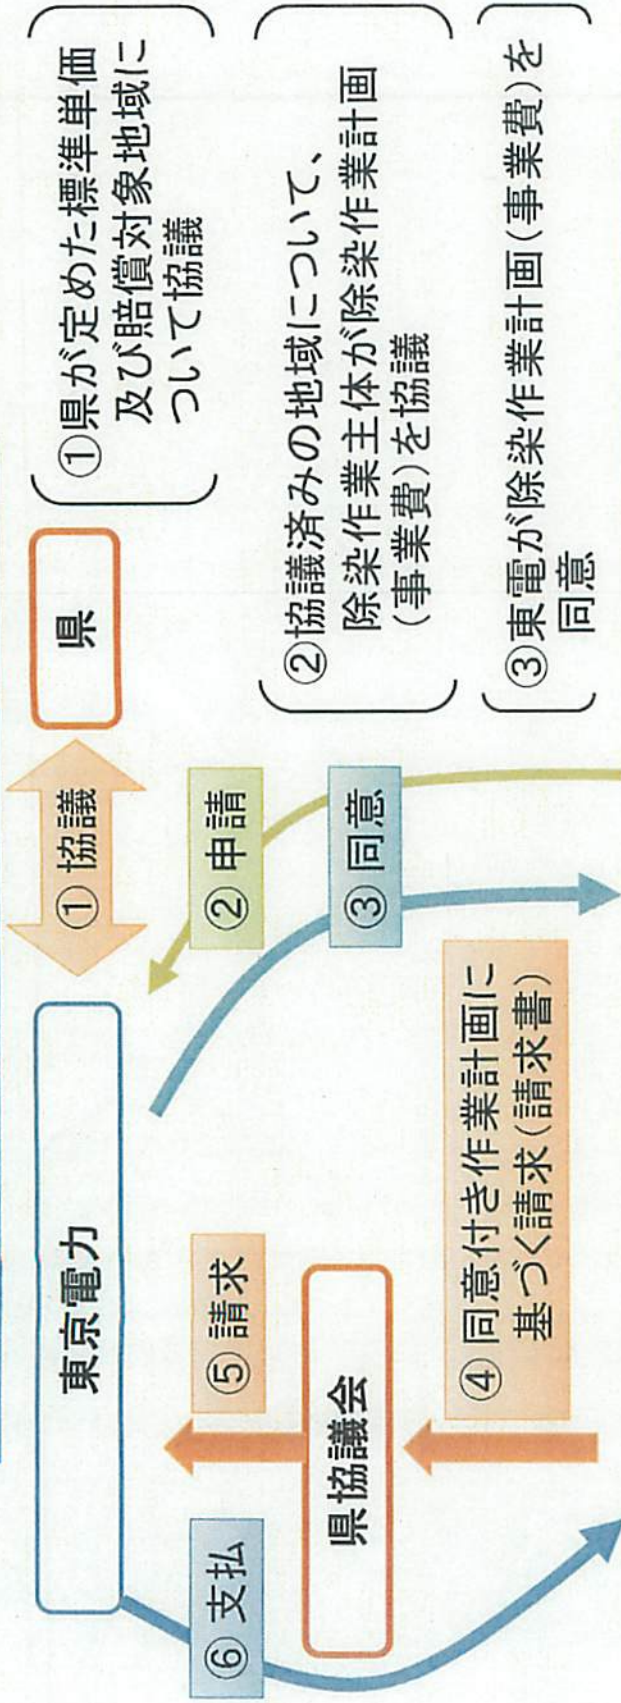 東京電力
①協議
県
①県が定めた標準単価
及び賠償対象地域に
ついて協議
⑥支払
⑤請求
②申請
②協議済みの地域について、
除染作業主体が除染作業計画
(事業費)を協議
県協議会
③同意
③東電が除染作業計画(事業費)を
同意
④同意付き作業計画に
基づく請求(請求書)